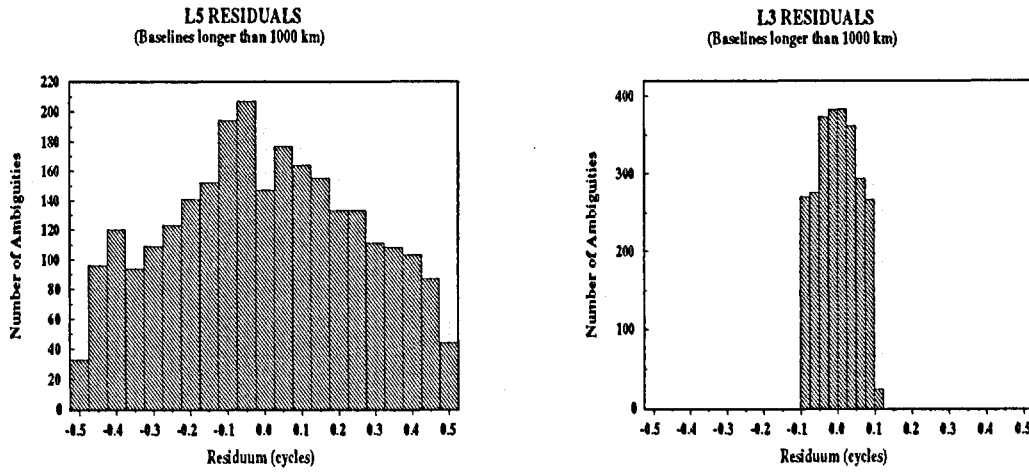 L5 RESIDUALS
(Baselines longer than 1000 km)
220
200
180
160
140
120
100
80
60
40
20
0
Number of Ambiguities
-0.5 -0.4 -0.3 -0.2 -0.1 0.0 0.1 0.2 0.3 0.4 0.5
Residuum (cycles)
L3 RESIDUALS
(Baselines longer than 1000 km)
400
300
200
100
0
Number of Ambiguities
-0.5 -0.4 -0.3 -0.2 -0.1 0.0 0.1 0.2 0.3 0.4 0.5
Residuum (cycles)